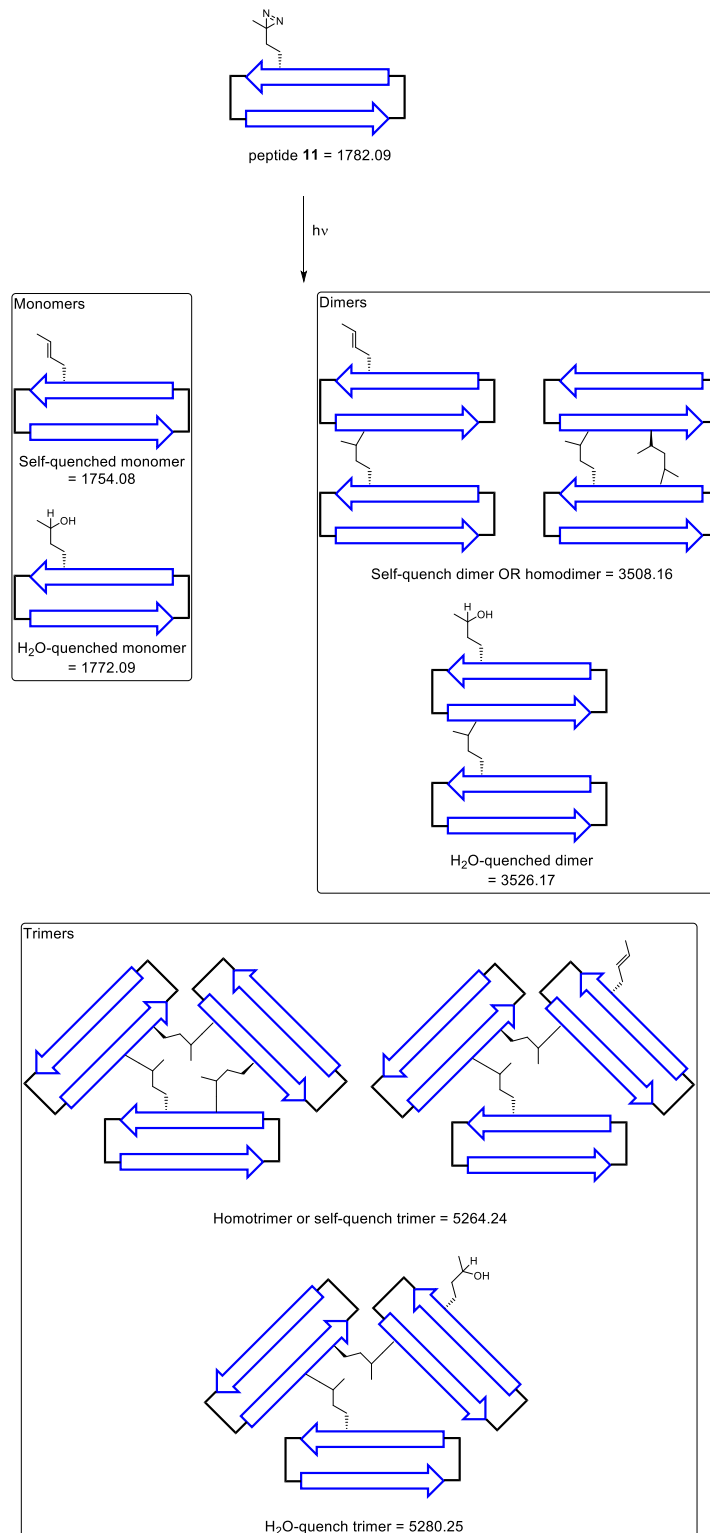 N
N
peptide 11 = 1782.09
hν
Monomers
Self-quenched monomer
= 1754.08
H
OH
H₂O-quenched monomer
= 1772.09
Dimers
Self-quench dimer OR homodimer = 3508.16
H
OH
H₂O-quenched dimer
= 3526.17
Trimers
Homotrimer or self-quench trimer = 5264.24
H
OH
H₂O-quench trimer = 5280.25